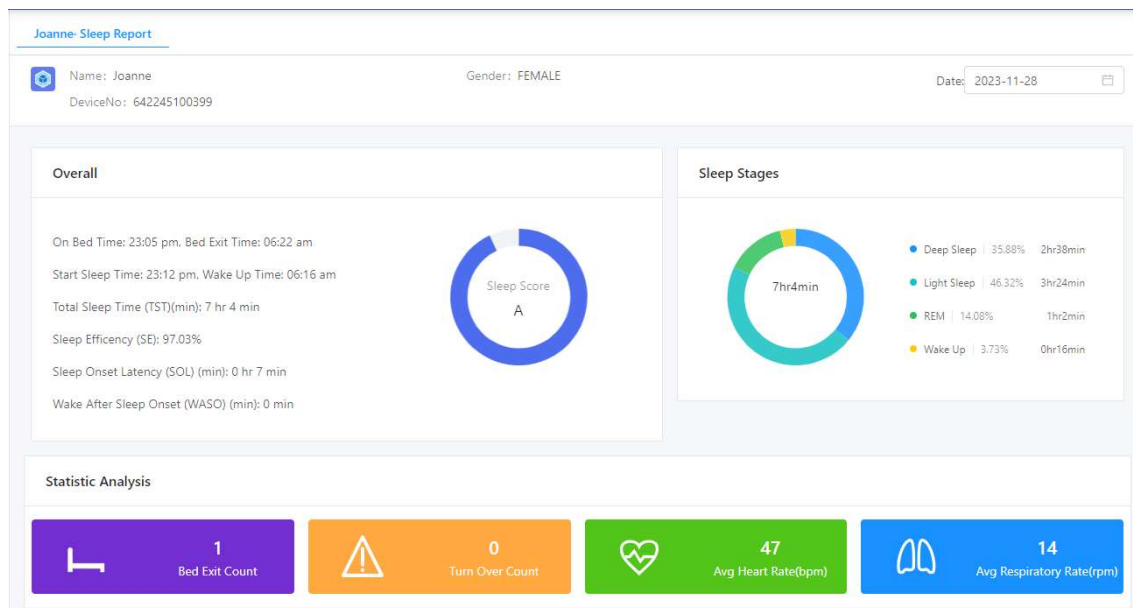 Joanne- Sleep Report
Name: Joanne
Gender: FEMALE
Date: 2023-11-28
DeviceNo: 642245100399
Overall
On Bed Time: 23:05 pm, Bed Exit Time: 06:22 am
Start Sleep Time: 23:12 pm, Wake Up Time: 06:16 am
Total Sleep Time (TST)(min): 7 hr 4 min
Sleep Efficency (SE): 97.03%
Sleep Onset Latency (SOL) (min): 0 hr 7 min
Wake After Sleep Onset (WASO) (min): 0 min
Sleep Score
A
Sleep Stages
7hr4min
Deep Sleep | 35.88% 2hr38min
Light Sleep | 46.32% 3hr24min
REM | 14.08% 1hr2min
Wake Up | 3.73% 0hr16min
Statistic Analysis
1
Bed Exit Count
0
Turn Over Count
47
Avg Heart Rate(bpm)
14
Avg Respiratory Rate(rpm)